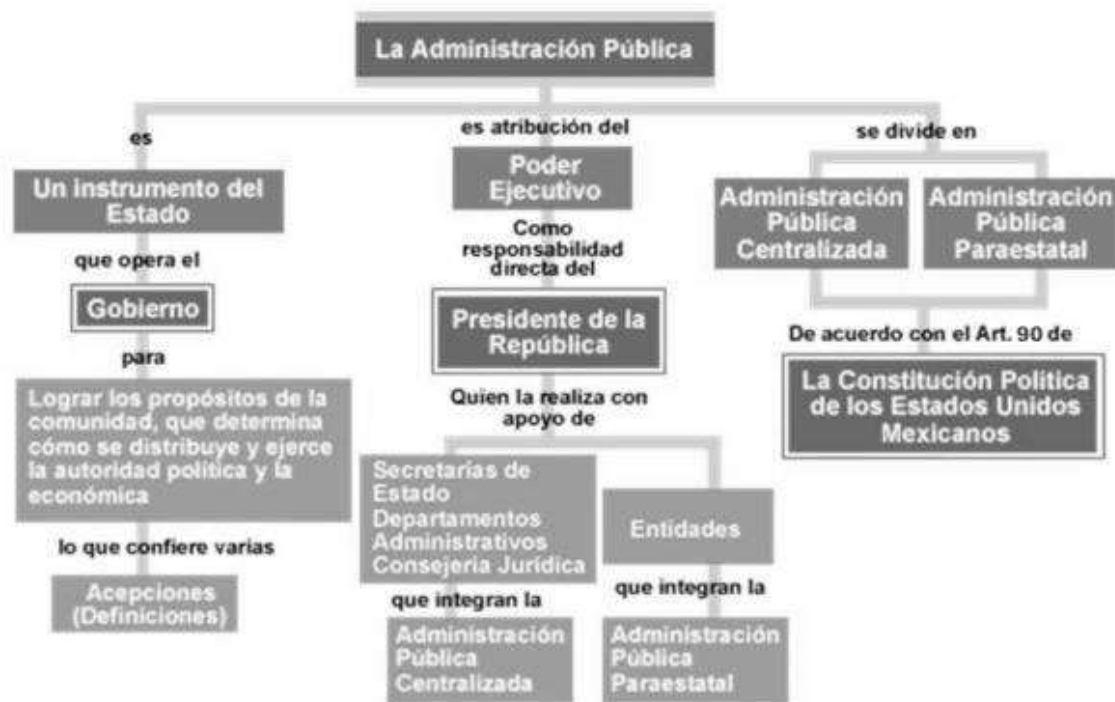 La Administración Pública
es
Un instrumento del
Estado
que opera el
Gobierno
para
Lograr los propósitos de la
comunidad, que determina
cómo se distribuye y ejerce
la autoridad política y la
económica
lo que confiere varias
Acepciones
(Definiciones)
es atribución del
Poder
Ejecutivo
Como
responsabilidad
directa del
Presidente de la
República
Quien la realiza con
apoyo de
Secretarías de
Estado
Departamentos
Administrativos
Consejería Jurídica
que integran la
Administración
Pública
Centralizada
Entidades
que integran la
Administración
Pública
Paraestatal
se divide en
Administración
Pública
Centralizada
Administración
Pública
Paraestatal
De acuerdo con el Art. 90 de
La Constitución Politica
de los Estados Unidos
Mexicanos